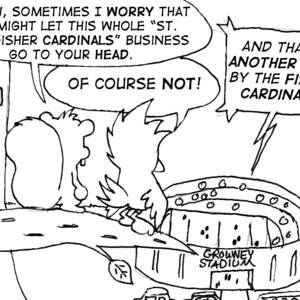 SOMETIMES I WORRY THAT
MIGHT LET THIS WHOLE "ST.
FISHER CARDINALS" BUSINESS
GO TO YOUR HEAD.
OF COURSE NOT!
AND THA
ANOTHER
BY THE FI
CARDINA
GROWNEY
STADIUM